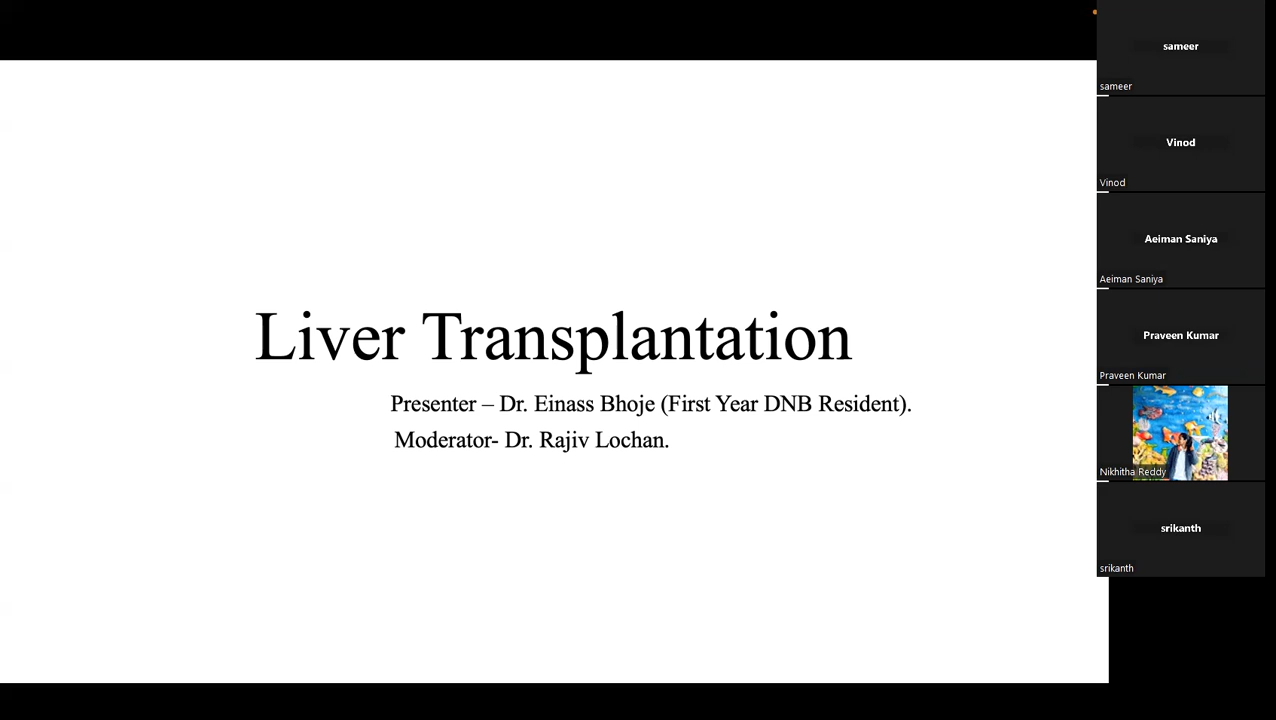 Liver Transplantation
Presenter – Dr. Einass Bhoje (First Year DNB Resident).
Moderator- Dr. Rajiv Lochan.
sameer
sameer
Vinod
Vinod
Aeiman Saniya
Aeiman Saniya
Praveen Kumar
Praveen Kumar
Nikhitha Reddy
srikanth
srikanth